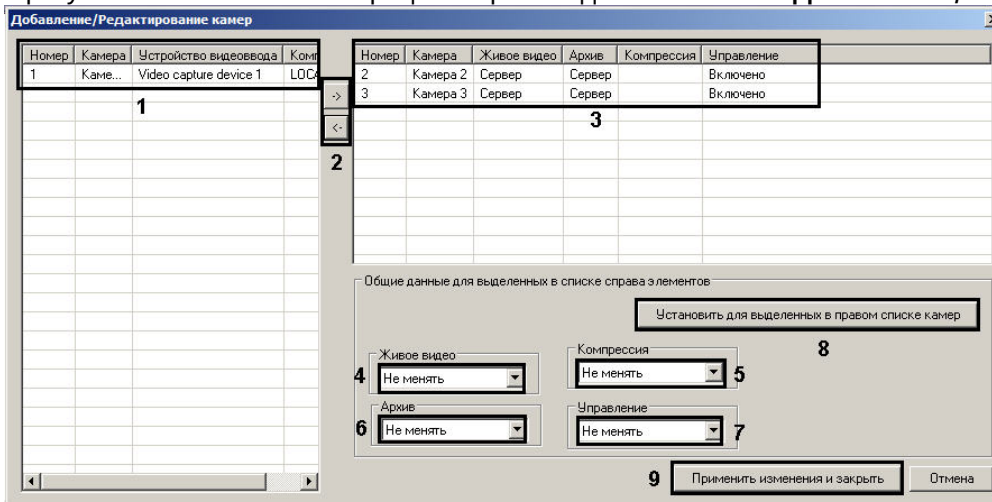 Добавление/Редактирование камер
Номер Камера Устройство видеоввода
1 Каме... Video capture device 1
1
->
<-
2
Номер Камера Живое видео Архив Компрессия Управление
2 Камера 2 Сервер Сервер Включено
3 Камера 3 Сервер Сервер Включено
3
Общие данные для выделенных в списке справа элементов
Установить для выделенных в правом списке камер
8
Живое видео
4 Не менять
Компрессия
Не менять 5
Архив
6 Не менять
Управление
Не менять 7
9 Применить изменения и закрыть Отмена